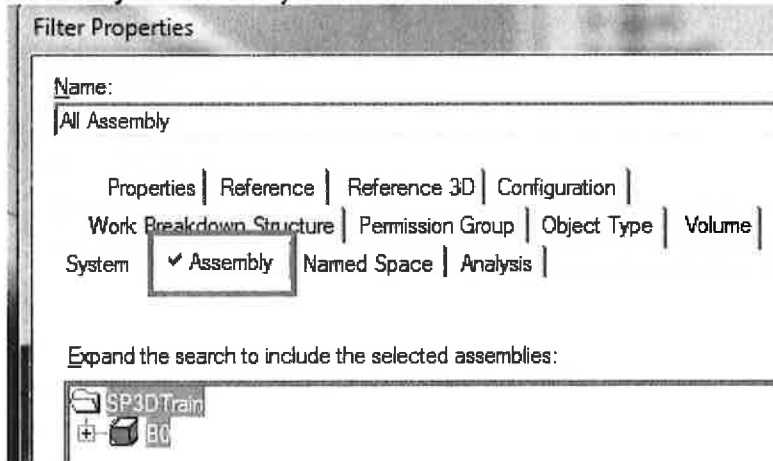 Filter Properties
Name:
All Assembly
Properties Reference Reference 3D Configuration
Work Breakdown Structure Permission Group Object Type Volume
System ✔ Assembly Named Space Analysis
Expand the search to include the selected assemblies:
SP3DTrain